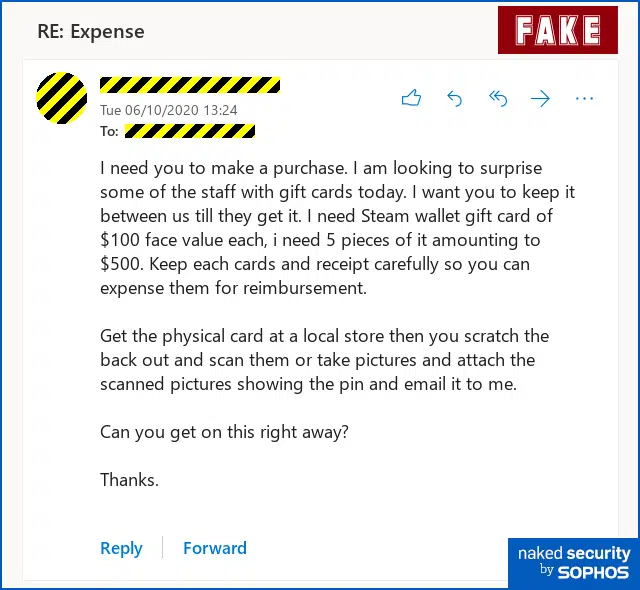 RE: Expense
FAKE
Tue 06/10/2020 13:24
To:
I need you to make a purchase. I am looking to surprise
some of the staff with gift cards today. I want you to keep it
between us till they get it. I need Steam wallet gift card of
$100 face value each, i need 5 pieces of it amounting to
$500. Keep each cards and receipt carefully so you can
expense them for reimbursement.
Get the physical card at a local store then you scratch the
back out and scan them or take pictures and attach the
scanned pictures showing the pin and email it to me.
Can you get on this right away?
Thanks.
Reply Forward
naked security
by SOPHOS